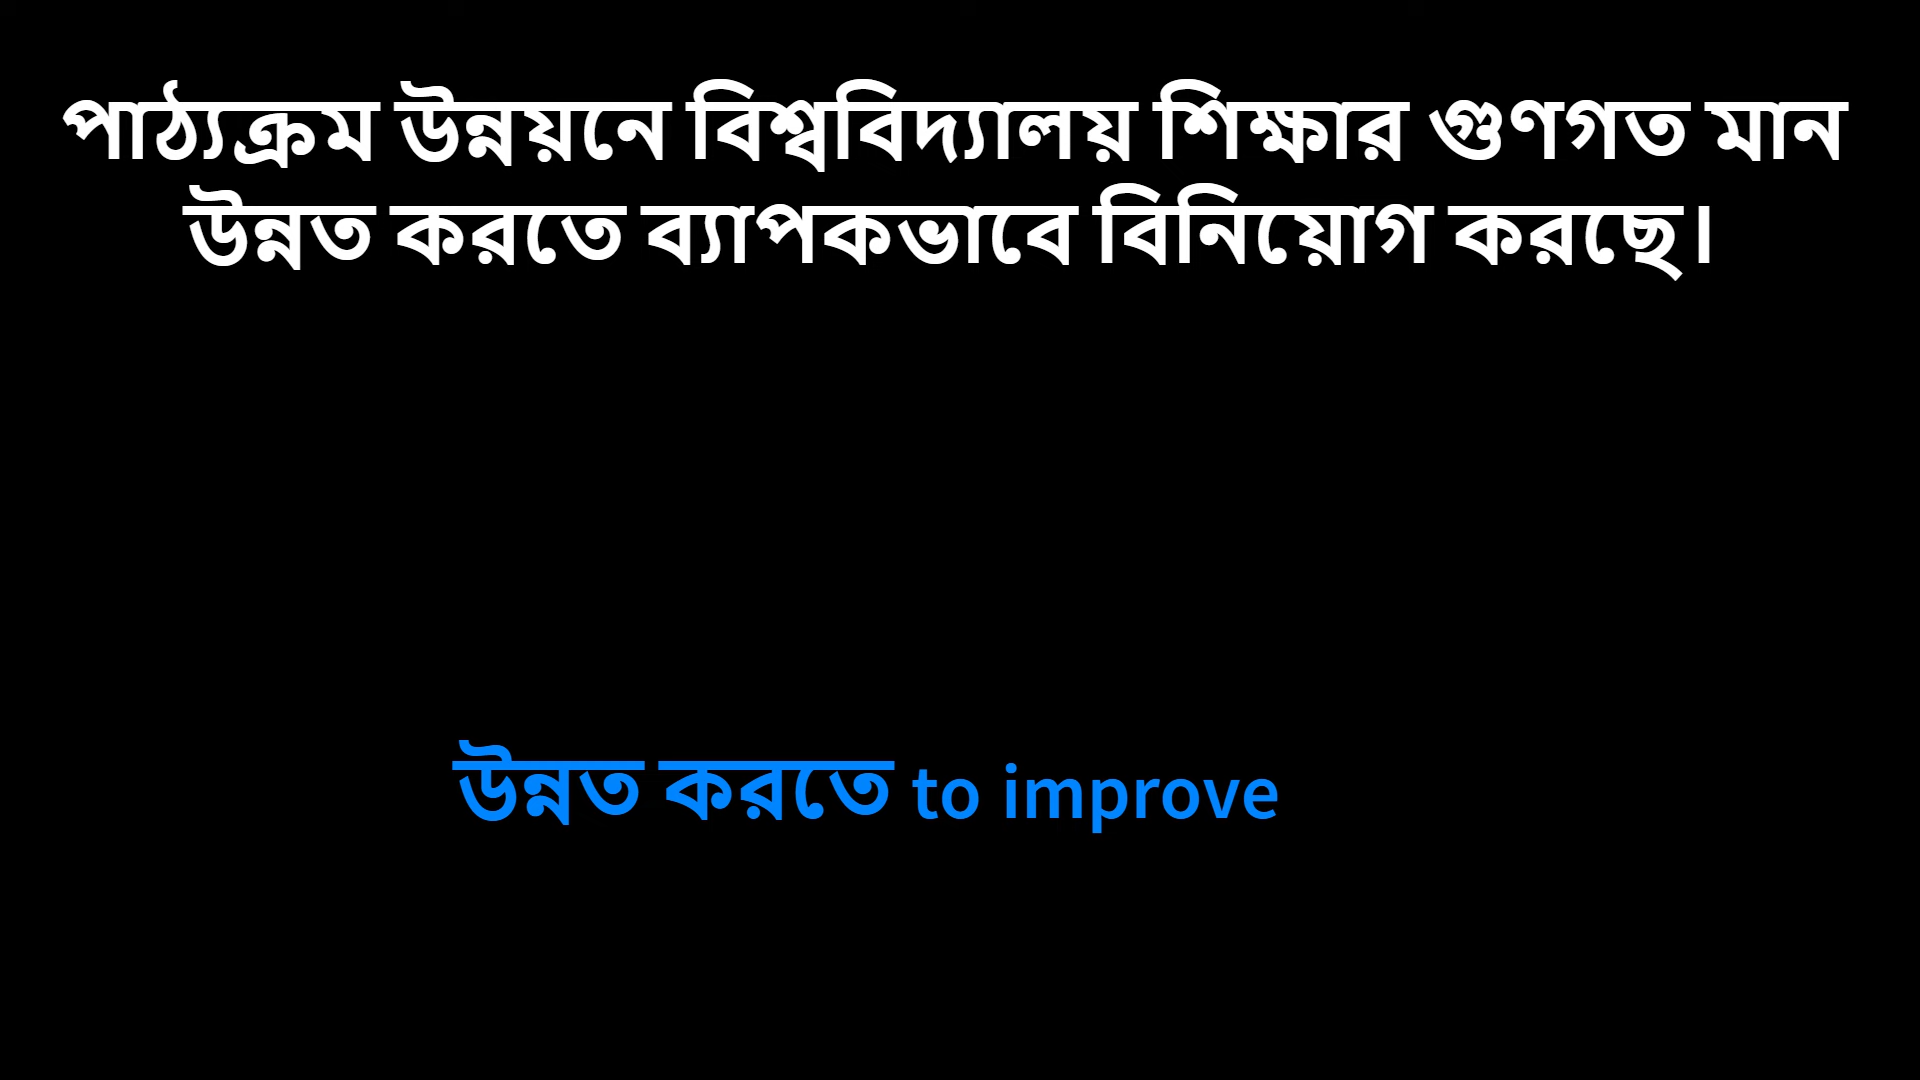 পাঠ্যক্রম উন্নয়নে বিশ্ববিদ্যালয় শিক্ষার গুণগত মান
উন্নত করতে ব্যাপকভাবে বিনিয়োগ করছে।
উন্নত করতে to improve